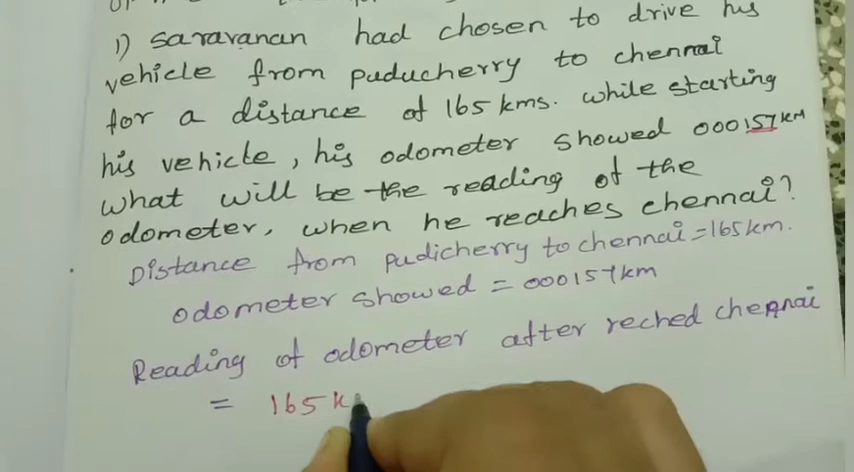 1) Saravanan had chosen to drive his
vehicle from puducherry to chennai
for a distance of 165 kms. while starting
his vehicle, his odometer showed 000157 KM
what will be the reading of the
odometer, when he reaches chennai?
Distance from pudicherry to chennai = 165km.
odometer showed = 000157km
Reading of odometer after reched chennai
= 165 k